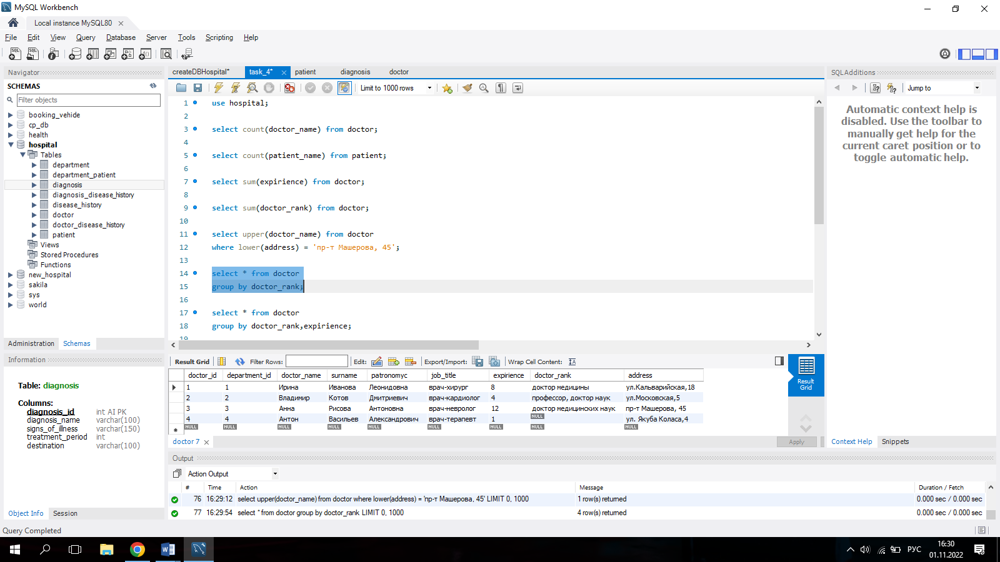 MySQL Workbench
Local instance MySQL80
File Edit View Query Database Server Tools Scripting Help
Navigator
SCHEMAS
Filter objects
booking_vehide
cp_db
health
hospital
Tables
department
department_patient
diagnosis
diagnosis_disease_history
disease_history
doctor
doctor_disease_history
patient
Views
Stored Procedures
Functions
new_hospital
sakila
sys
world
Administration Schemas
Information
Table: diagnosis
Columns:
diagnosis_id int AI PK
diagnosis_name varchar(100)
signs_of_illness varchar(150)
treatment_period int
destination varchar(100)
Object Info Session
Query Completed
createDBHospital* task_4* patient diagnosis doctor
Limit to 1000 rows
1 use hospital;
2
3 select count(doctor_name) from doctor;
4
5 select count(patient_name) from patient;
6
7 select sum(expirience) from doctor;
8
9 select sum(doctor_rank) from doctor;
10
11 select upper(doctor_name) from doctor
12 where lower(address) = 'пр-т Машерова, 45';
13
14 select * from doctor
15 group by doctor_rank;
16
17 select * from doctor
18 group by doctor_rank,expirience;
19
Result Grid Filter Rows: Edit: Export/Import: Wrap Cell Content:
doctor_id department_id doctor_name surname patronomyc job_title expirience doctor_rank address
1 1 Ирина Иванова Леонидовна врач-хирург 8 доктор медицины ул.Кальварийская,18
2 2 Владимир Котов Дмитриевич врач-кардиолог 4 профессор, доктор наук ул.Московская,5
3 3 Анна Рисова Антоновна врач-невролог 12 доктор медицинских наук пр-т Машерова, 45
4 4 Антон Васильев Александрович врач-терапевт 1 NULL ул. Якуба Коласа,4
NULL NULL NULL NULL NULL NULL NULL NULL NULL
Result
Grid
doctor 7
Apply
SQLAdditions
Jump to
Automatic context help is
disabled. Use the toolbar to
manually get help for the
current caret position or to
toggle automatic help.
Context Help Snippets
Output
Action Output
# Time Action Message Duration / Fetch
76 16:29:12 select upper(doctor_name) from doctor where lower(address) = 'пр-т Машерова, 45' LIMIT 0, 1000 1 row(s) returned 0.000 sec / 0.000 sec
77 16:29:54 select * from doctor group by doctor_rank LIMIT 0, 1000 4 row(s) returned 0.000 sec / 0.000 sec
РУС
16:30
01.11.2022